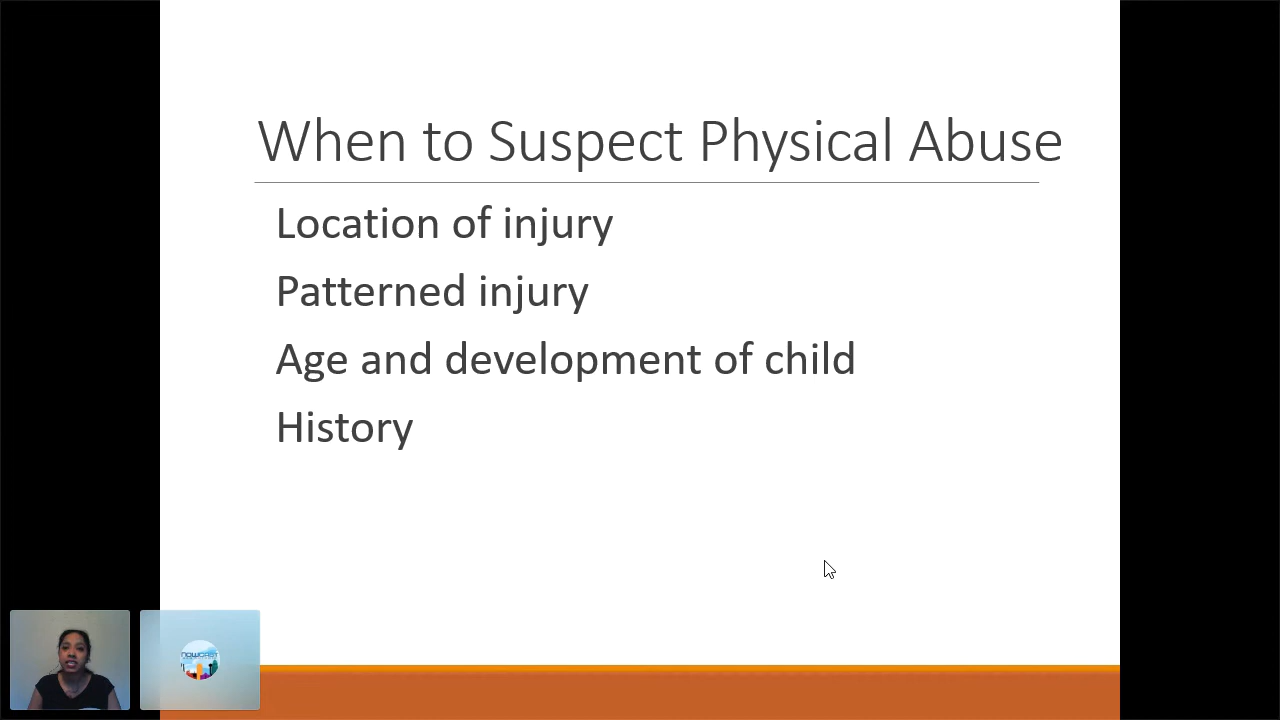 When to Suspect Physical Abuse
Location of injury
Patterned injury
Age and development of child
History